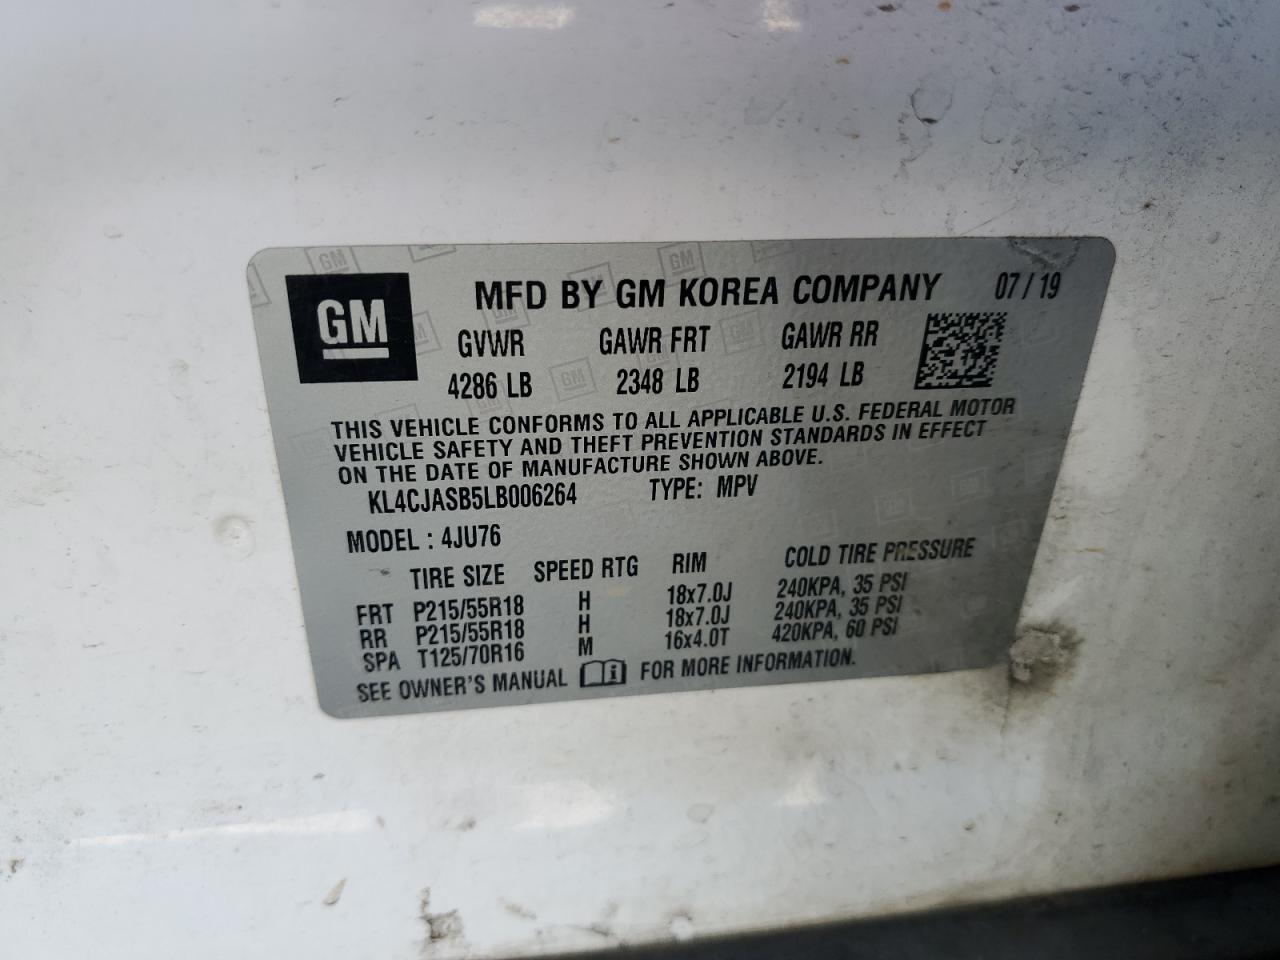 GM
MFD BY GM KOREA COMPANY 07/19
GVWR GAWR FRT GAWR RR
4286 LB 2348 LB 2194 LB
THIS VEHICLE CONFORMS TO ALL APPLICABLE U.S. FEDERAL MOTOR
VEHICLE SAFETY AND THEFT PREVENTION STANDARDS IN EFFECT
ON THE DATE OF MANUFACTURE SHOWN ABOVE.
KL4CJASB5LB006264 TYPE: MPV
MODEL : 4JU76
TIRE SIZE SPEED RTG RIM COLD TIRE PRESSURE
FRT P215/55R18 H 18x7.0J 240KPA, 35 PSI
RR P215/55R18 H 18x7.0J 240KPA, 35 PSI
SPA T125/70R16 M 16x4.0T 420KPA, 60 PSI
SEE OWNER'S MANUAL FOR MORE INFORMATION.